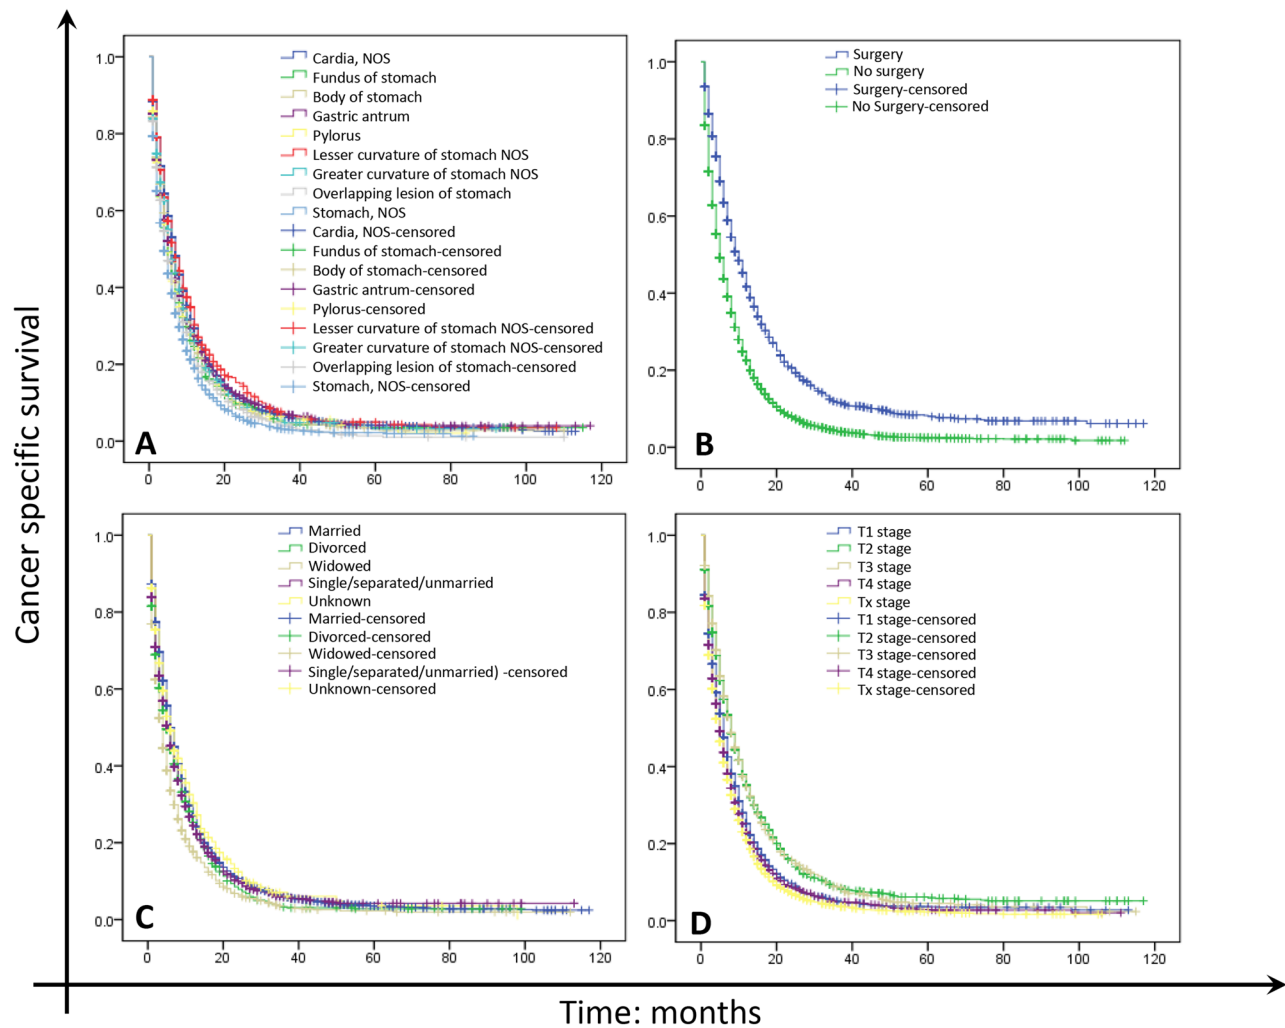 Cancer specific survival
1.0
0.8
0.6
0.4
0.2
0.0
Cardia, NOS
Fundus of stomach
Body of stomach
Gastric antrum
Pylorus
Lesser curvature of stomach NOS
Greater curvature of stomach NOS
Overlapping lesion of stomach
Stomach, NOS
Cardia, NOS-censored
Fundus of stomach-censored
Body of stomach-censored
Gastric antrum-censored
Pylorus-censored
Lesser curvature of stomach NOS-censored
Greater curvature of stomach NOS-censored
Overlapping lesion of stomach-censored
Stomach, NOS-censored
A
0 20 40 60 80 100 120
1.0
0.8
0.6
0.4
0.2
0.0
Surgery
No surgery
Surgery-censored
No Surgery-censored
B
0 20 40 60 80 100 120
1.0
0.8
0.6
0.4
0.2
0.0
Married
Divorced
Widowed
Single/separated/unmarried
Unknown
Married-censored
Divorced-censored
Widowed-censored
Single/separated/unmarried) -censored
Unknown-censored
C
0 20 40 60 80 100 120
1.0
0.8
0.6
0.4
0.2
0.0
T1 stage
T2 stage
T3 stage
T4 stage
Tx stage
T1 stage-censored
T2 stage-censored
T3 stage-censored
T4 stage-censored
Tx stage-censored
D
0 20 40 60 80 100 120
Time: months